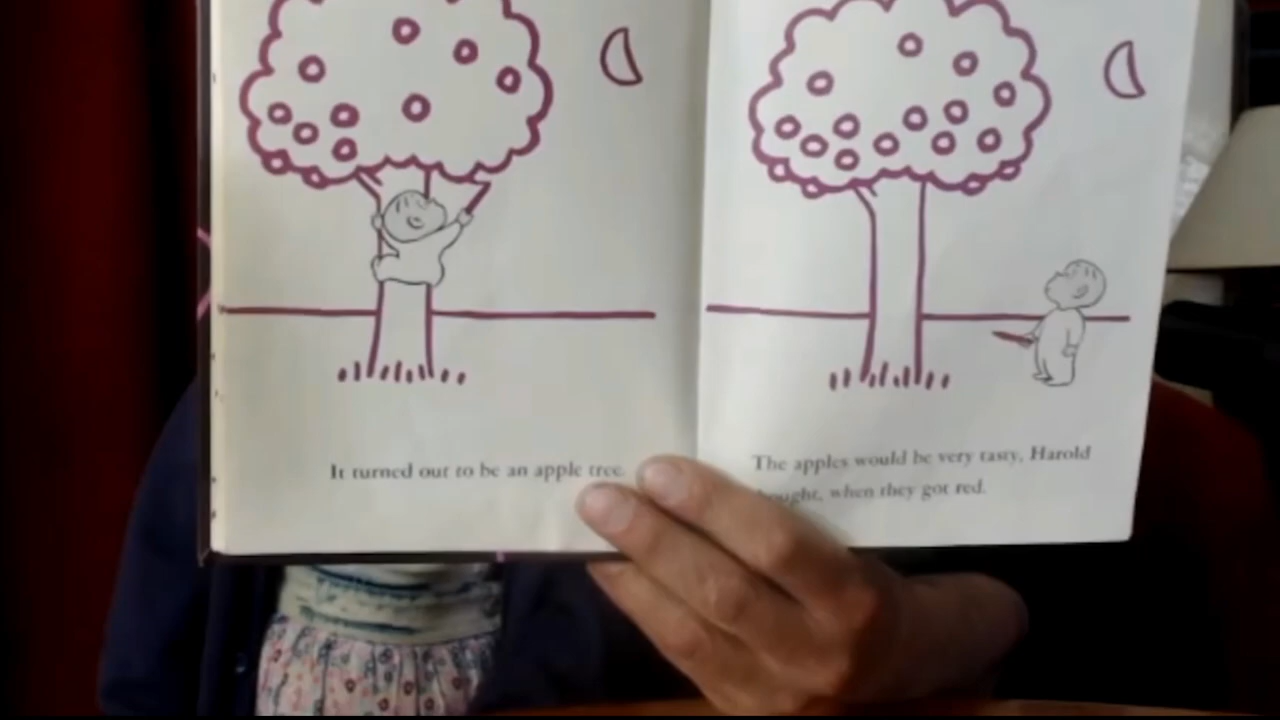 It turned out to be an apple tree.
The apples would be very tasty, Harold
when they got red.